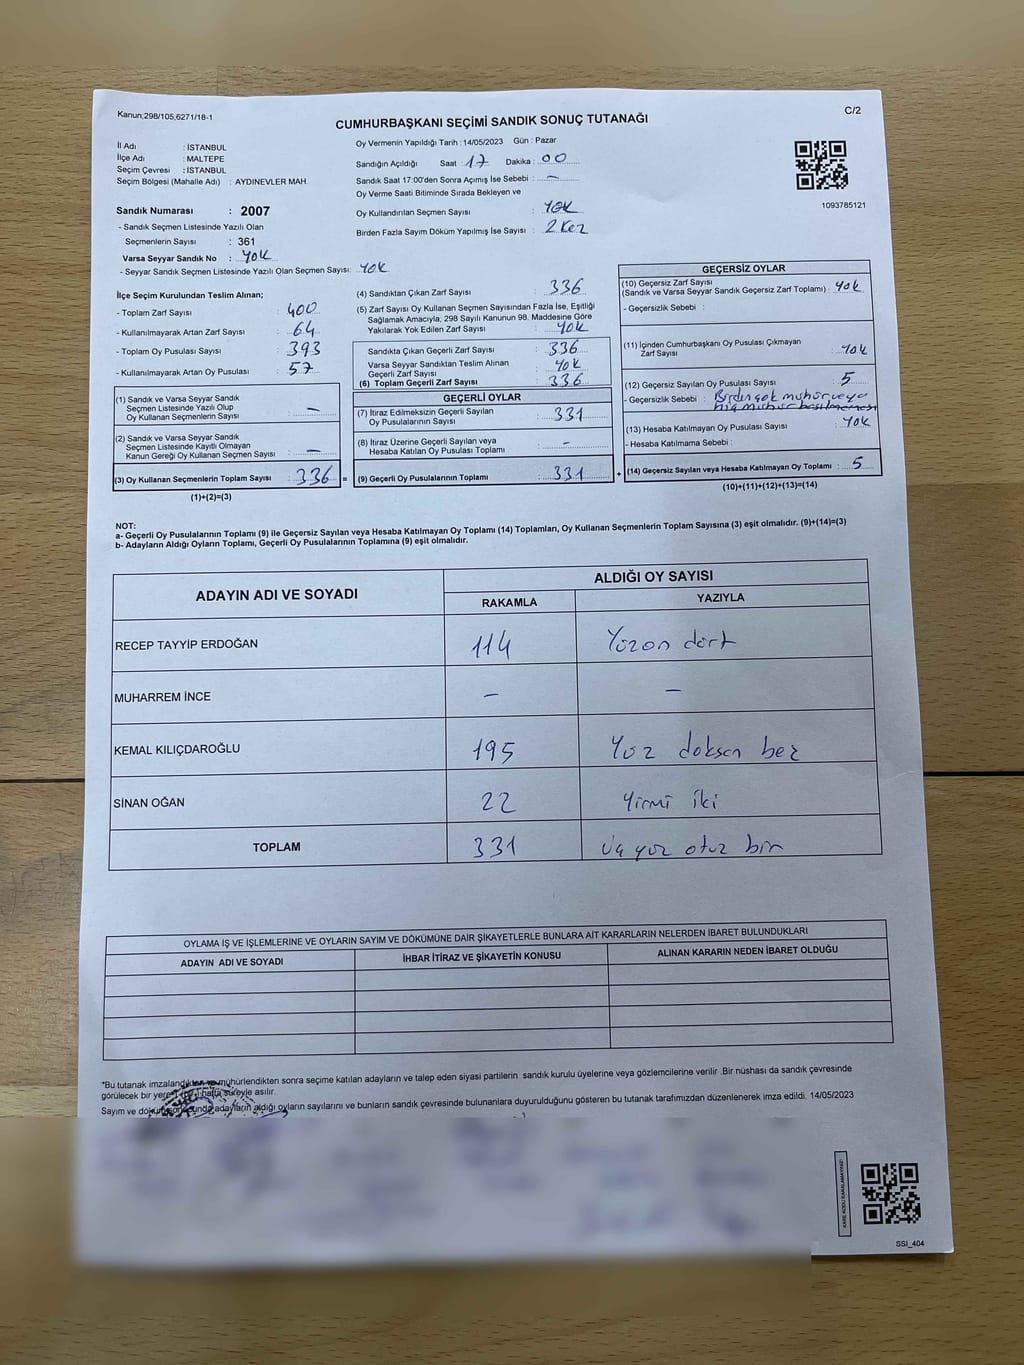 Kanun;298/105,6271/18-1
C/2
CUMHURBAŞKANI SEÇİMİ SANDIK SONUÇ TUTANAĞI
İl Adı : İSTANBUL
İlçe Adı : MALTEPE
Seçim Çevresi : İSTANBUL
Seçim Bölgesi (Mahalle Adı) : AYDINEVLER MAH.
Sandık Numarası : 2007
- Sandık Seçmen Listesinde Yazılı Olan
Seçmenlerin Sayısı : 361
Varsa Seyyar Sandık No : YOK
- Seyyar Sandık Seçmen Listesinde Yazılı Olan Seçmen Sayısı: YOK
Oy Vermenin Yapıldığı Tarih :14/05/2023 Gün : Pazar
Sandığın Açıldığı Saat : 17 Dakika : 00
Sandık Saat 17:00'den Sonra Açımış İse Sebebi : –
Oy Verme Saati Bitiminde Sırada Bekleyen ve
Oy Kullandırılan Seçmen Sayısı : YOK
Birden Fazla Sayım Döküm Yapılmış İse Sayısı : 2 kez
1093785121
İlçe Seçim Kurulundan Teslim Alınan;
- Toplam Zarf Sayısı : 400
- Kullanılmayarak Artan Zarf Sayısı : 64
- Toplam Oy Pusulası Sayısı : 393
- Kullanılmayarak Artan Oy Pusulası : 57
(1) Sandık ve Varsa Seyyar Sandık
Seçmen Listesinde Yazılı Olup
Oy Kullanan Seçmenlerin Sayısı : –
(2) Sandık ve Varsa Seyyar Sandık
Seçmen Listesinde Kayıtlı Olmayan
Kanun Gereği Oy Kullanan Seçmen Sayısı : –
(3) Oy Kullanan Seçmenlerin Toplam Sayısı : 336 =
(1)+(2)=(3)
(4) Sandıktan Çıkan Zarf Sayısı : 336
(5) Zarf Sayısı Oy Kullanan Seçmen Sayısından Fazla İse, Eşitliği
Sağlamak Amacıyla, 298 Sayılı Kanunun 98. Maddesine Göre
Yakılarak Yok Edilen Zarf Sayısı : YOK
Sandıkta Çıkan Geçerli Zarf Sayısı : 336
Varsa Seyyar Sandıktan Teslim Alınan
Geçerli Zarf Sayısı : YOK
(6) Toplam Geçerli Zarf Sayısı : 336
GEÇERLİ OYLAR
(7) İtiraz Edilmeksizin Geçerli Sayılan
Oy Pusulalarının Sayısı : 331
(8) İtiraz Üzerine Geçerli Sayılan veya
Hesaba Katılan Oy Pusulası Toplamı : –
(9) Geçerli Oy Pusulalarının Toplamı : 331 +
GEÇERSİZ OYLAR
(10) Geçersiz Zarf Sayısı
(Sandık ve Varsa Seyyar Sandık Geçersiz Zarf Toplamı) : YOK
- Geçersizlik Sebebi :
(11) İçinden Cumhurbaşkanı Oy Pusulası Çıkmayan
Zarf Sayısı : YOK
(12) Geçersiz Sayılan Oy Pusulası Sayısı : 5
- Geçersizlik Sebebi : Birden çok mühür veya
hiç mühür basılmaması
(13) Hesaba Katılmayan Oy Pusulası Sayısı : YOK
- Hesaba Katılmama Sebebi :
(14) Geçersiz Sayılan veya Hesaba Katılmayan Oy Toplamı : 5
(10)+(11)+(12)+(13)=(14)
NOT:
a- Geçerli Oy Pusulalarının Toplamı (9) ile Geçersiz Sayılan veya Hesaba Katılmayan Oy Toplamı (14) Toplamları, Oy Kullanan Seçmenlerin Toplam Sayısına (3) eşit olmalıdır. (9)+(14)=(3)
b- Adayların Aldığı Oyların Toplamı, Geçerli Oy Pusulalarının Toplamına (9) eşit olmalıdır.
ADAYIN ADI VE SOYADI
ALDIĞI OY SAYISI
RAKAMLA YAZIYLA
RECEP TAYYİP ERDOĞAN 114 Yüzon dört
MUHARREM İNCE – –
KEMAL KILIÇDAROĞLU 195 Yüz doksan beş
SİNAN OĞAN 22 Yirmi iki
TOPLAM 331 Üç yüz otuz bir
OYLAMA İŞ VE İŞLEMLERİNE VE OYLARIN SAYIM VE DÖKÜMÜNE DAİR ŞİKAYETLERLE BUNLARA AİT KARARLARIN NELERDEN İBARET BULUNDUKLARI
ADAYIN ADI VE SOYADI İHBAR İTİRAZ VE ŞİKAYETİN KONUSU ALINAN KARARIN NEDEN İBARET OLDUĞU
*Bu tutanak imzalandıktan ve mühürlendikten sonra seçime katılan adayların ve talep eden siyasi partilerin sandık kurulu üyelerine veya gözlemcilerine verilir .Bir nüshası da sandık çevresinde
görülecek bir yere 1 (bir) hafta süreyle asılır.
Sayım ve döküm sonucunda adayların aldığı oyların sayılarını ve bunların sandık çevresinde bulunanlara duyurulduğunu gösteren bu tutanak tarafımızdan düzenlenerek imza edildi. 14/05/2023
SSI_404